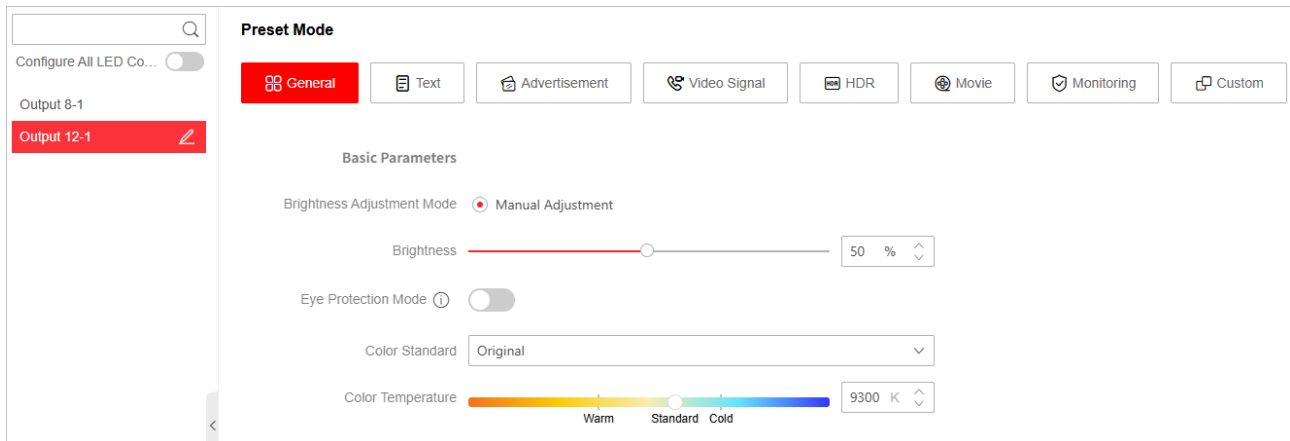 Configure All LED Co...
Output 8-1
Output 12-1
Preset Mode
General Text Advertisement Video Signal HDR HDR Movie Monitoring Custom
Basic Parameters
Brightness Adjustment Mode Manual Adjustment
Brightness 50 %
Eye Protection Mode i
Color Standard Original
Color Temperature 9300 K
Warm Standard Cold